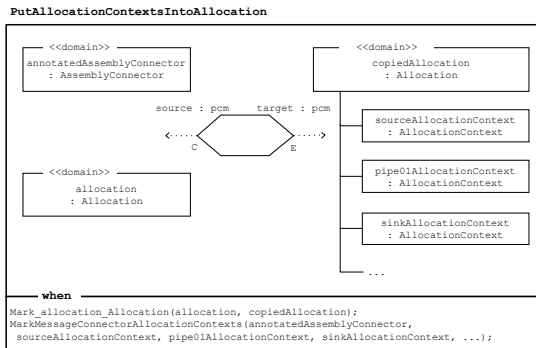 PutAllocationContextsIntoAllocation
<<domain>>
annotatedAssemblyConnector
: AssemblyConnector
<<domain>>
copiedAllocation
: Allocation
source : pcm
target : pcm
C
E
sourceAllocationContext
: AllocationContext
<<domain>>
allocation
: Allocation
pipe01AllocationContext
: AllocationContext
sinkAllocationContext
: AllocationContext
...
when
Mark_allocation_Allocation(allocation, copiedAllocation);
MarkMessageConnectorAllocationContexts(annotatedAssemblyConnector,
sourceAllocationContext, pipe01AllocationContext, sinkAllocationContext, ...);